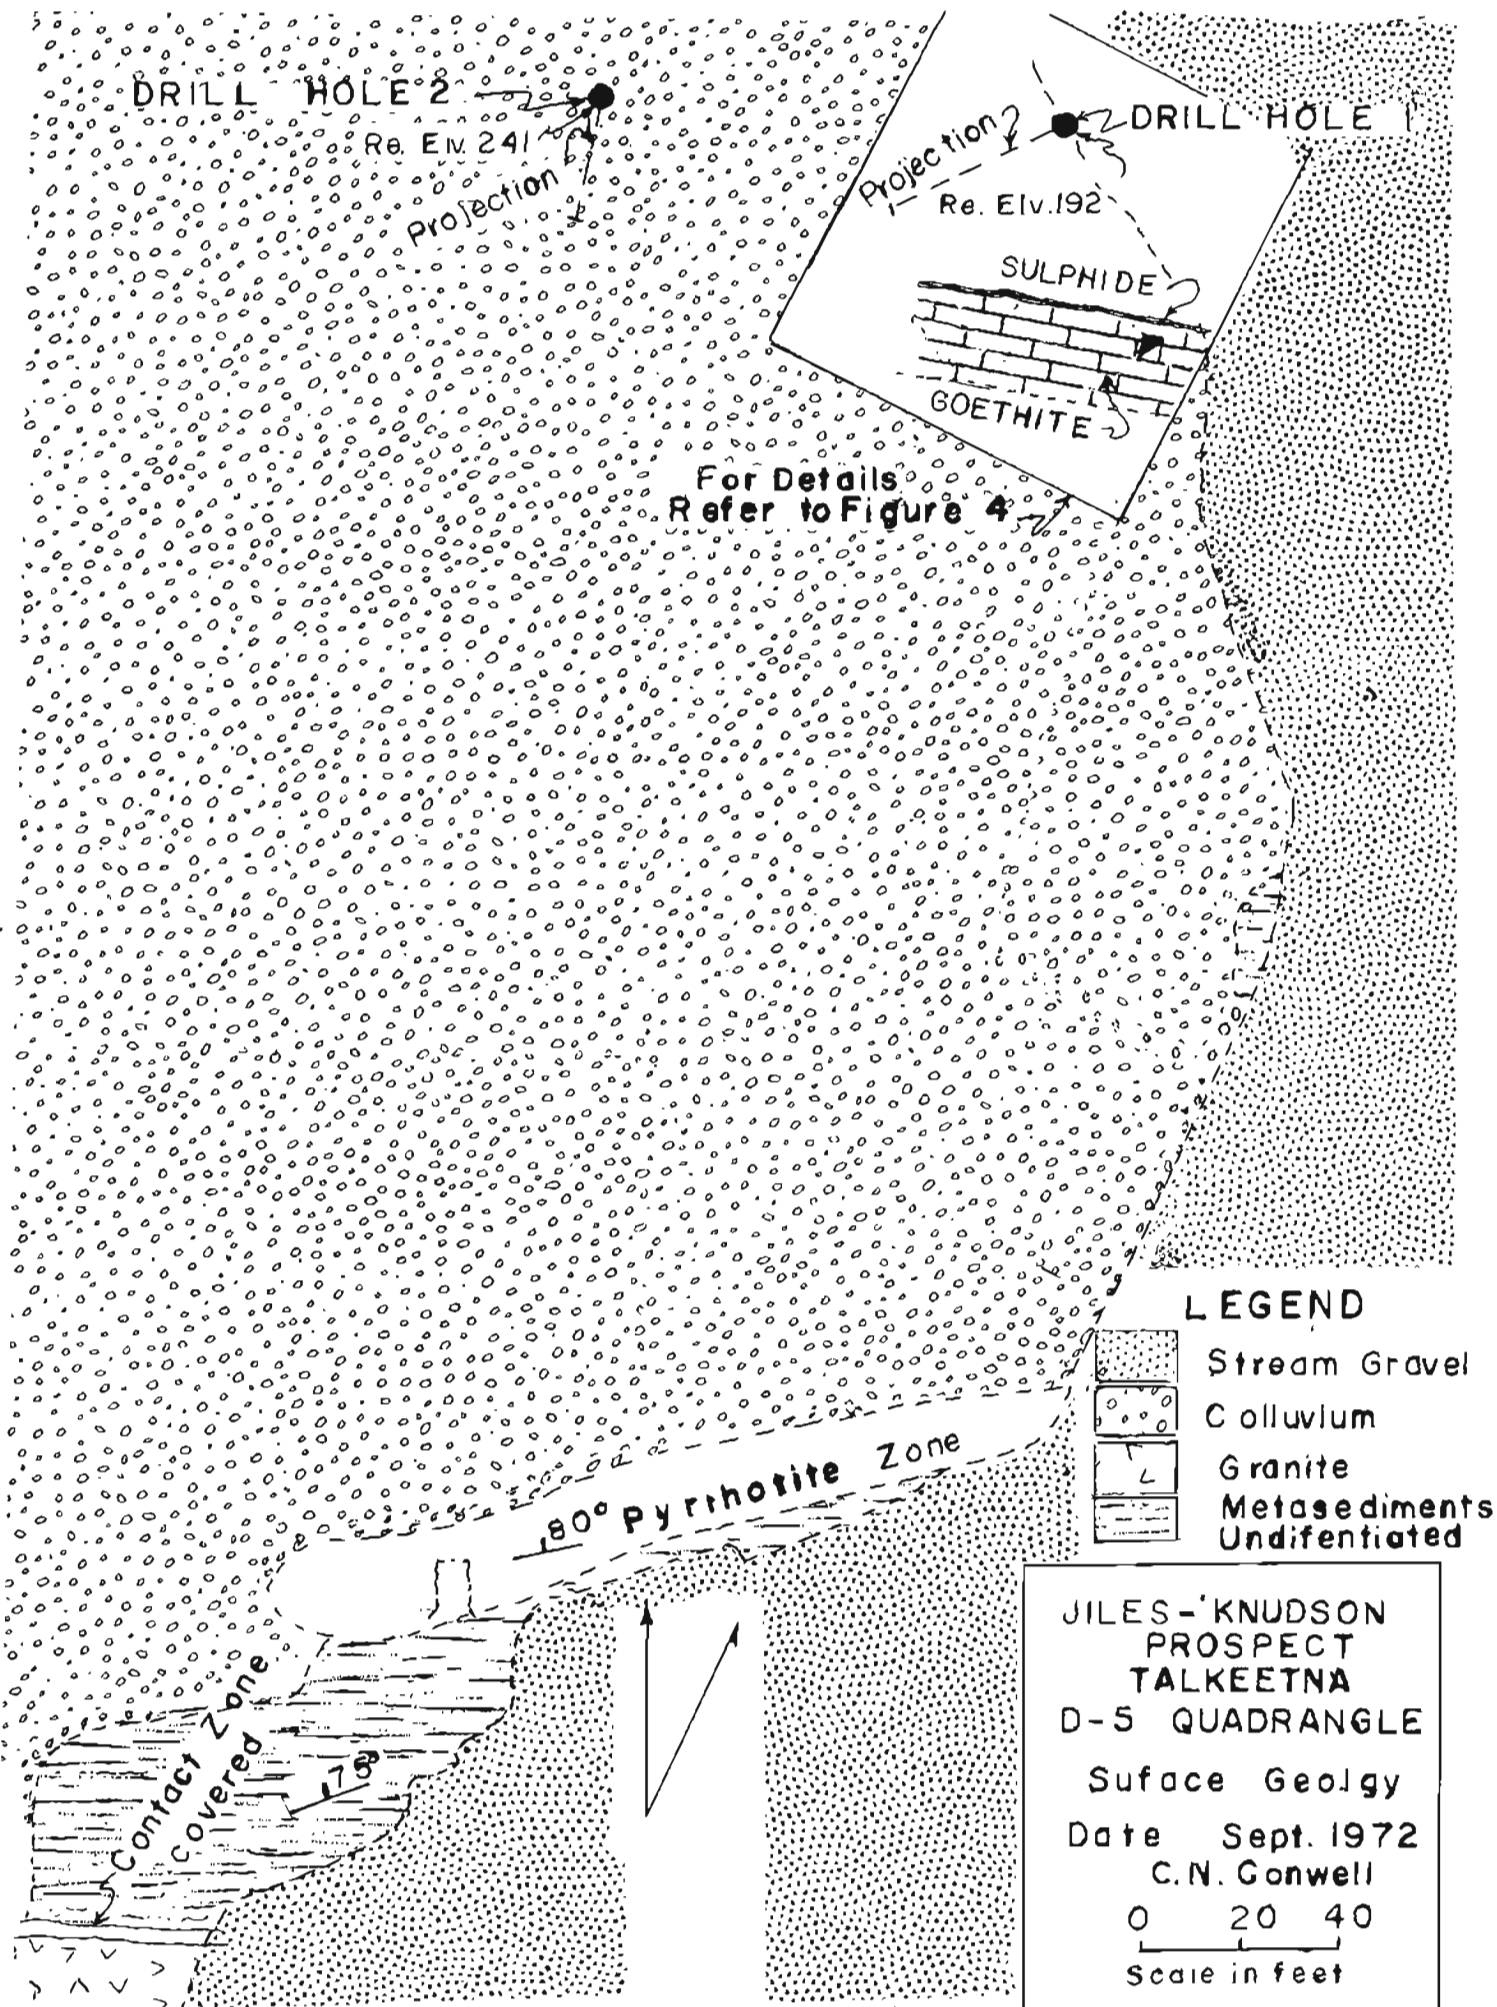 DRILL HOLE 2
Re. Elv. 241
Projection
DRILL HOLE 1
Projection
Re. Elv. 192
SULPHIDE
GOETHITE
For Details
Refer to Figure 4
80° Pyrrhotite Zone
Contact Zone
Covered
75°
LEGEND
Stream Gravel
Colluvium
Granite
Metasediments
Undifentiated
JILES-KNUDSON
PROSPECT
TALKEETNA
D-5 QUADRANGLE
Suface Geolgy
Date Sept. 1972
C.N. Conwell
0 20 40
Scale in feet